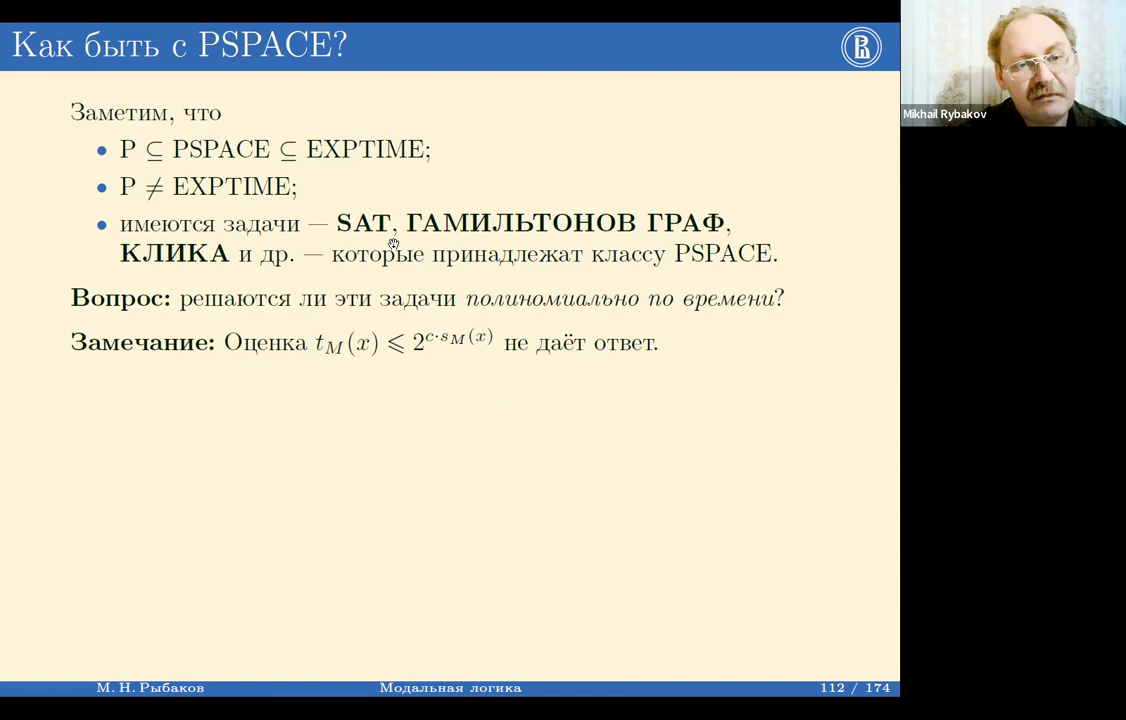 Как быть с PSPACE?
Mikhail Rybakov
Заметим, что
• P ⊆ PSPACE ⊆ EXPTIME;
• P ≠ EXPTIME;
• имеются задачи — SAT, ГАМИЛЬТОНОВ ГРАФ,
КЛИКА и др. — которые принадлежат классу PSPACE.
Вопрос: решаются ли эти задачи полиномиально по времени?
Замечание: Оценка $t_M(x) \leqslant 2^{c \cdot s_M(x)}$ не даёт ответ.
М. Н. Рыбаков Модальная логика 112 / 174